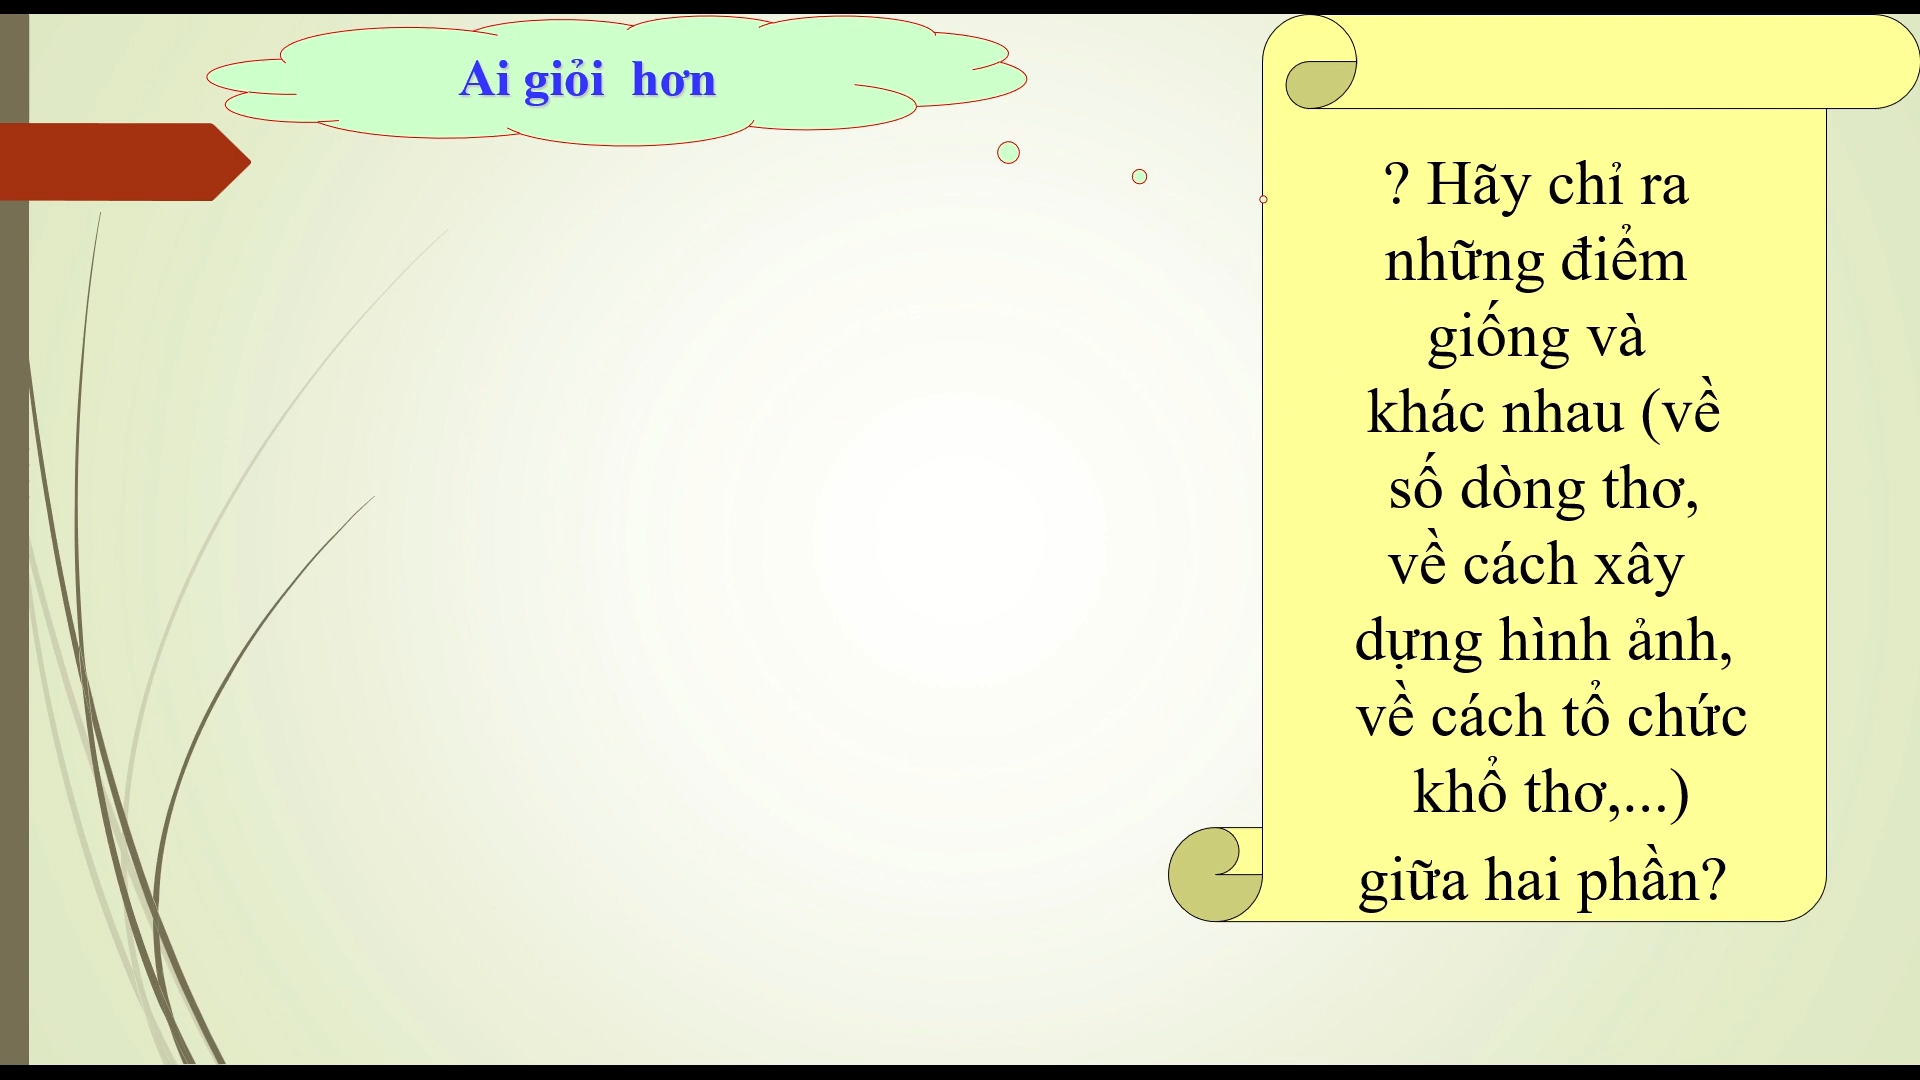 Ai giỏi hơn
? Hãy chỉ ra
những điểm
giống và
khác nhau (về
số dòng thơ,
về cách xây
dựng hình ảnh,
về cách tổ chức
khổ thơ,...)
giữa hai phần?